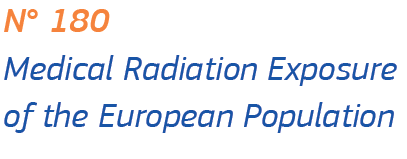 N° 180
Medical Radiation Exposure
of the European Population